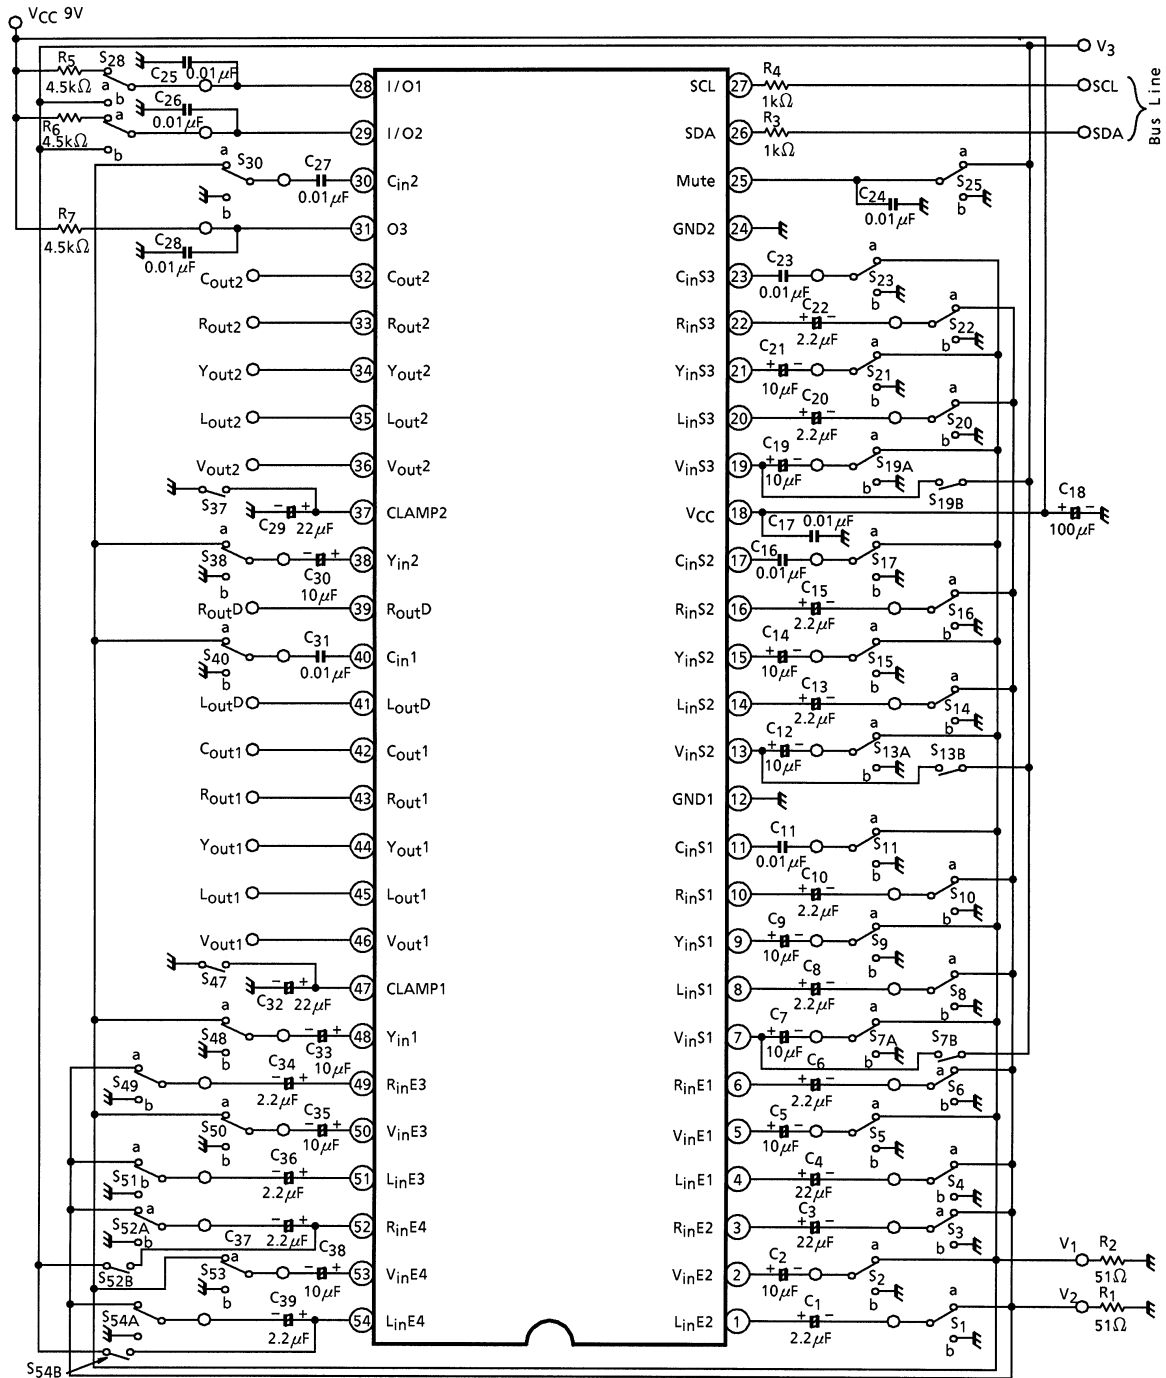 VCC 9V
V3
R5 S28 C25 0.01μF
4.5kΩ a b
28 I/O1
SCL 27 R4 1kΩ SCL
C26 0.01μF
R6 4.5kΩ a b
29 I/O2
SDA 26 R3 1kΩ SDA
Bus Line
a S30 b C27 0.01μF
30 Cin2
Mute 25 C24 0.01μF a S25 b
R7 4.5kΩ C28 0.01μF
31 O3
GND2 24
Cout2 32 Cout2
CinS3 23 C23 0.01μF a S23 b
Rout2 33 Rout2
RinS3 22 C22 + − 2.2μF a S22 b
Yout2 34 Yout2
YinS3 21 C21 + − 10μF a S21 b
Lout2 35 Lout2
LinS3 20 C20 + − 2.2μF a S20 b
Vout2 36 Vout2
VinS3 19 C19 + − 10μF a S19A b S19B
S37 C29 − + 22μF
37 CLAMP2
VCC 18 C17 0.01μF C18 + − 100μF
a S38 b − + C30 10μF
38 Yin2
CinS2 17 C16 0.01μF a S17 b
RoutD 39 RoutD
RinS2 16 C15 + − 2.2μF a S16 b
a S40 b C31 0.01μF
40 Cin1
YinS2 15 C14 + − 10μF a S15 b
LoutD 41 LoutD
LinS2 14 C13 + − 2.2μF a S14 b
Cout1 42 Cout1
VinS2 13 C12 + − 10μF a S13A b S13B
Rout1 43 Rout1
GND1 12
Yout1 44 Yout1
CinS1 11 C11 0.01μF a S11 b
Lout1 45 Lout1
RinS1 10 C10 + − 2.2μF a S10 b
Vout1 46 Vout1
YinS1 9 C9 + − 10μF a S9 b
S47 C32 − + 22μF
47 CLAMP1
LinS1 8 C8 + − 2.2μF a S8 b
a S48 b − + C33 10μF
48 Yin1
VinS1 7 C7 + − 10μF a S7A b S7B
a S49 b C34 − + 2.2μF
49 RinE3
RinE1 6 C6 + − 2.2μF a S6 b
a S50 b C35 − + 10μF
50 VinE3
VinE1 5 C5 + − 10μF a S5 b
a S51 b C36 − + 2.2μF
51 LinE3
LinE1 4 C4 + − 22μF a S4 b
a S52A b C37 − + 2.2μF
52 RinE4
RinE2 3 C3 + − 22μF a S3 b
S52B a S53 b C38 − + 10μF
53 VinE4
VinE2 2 C2 + − 10μF a S2 b
V1 R2 51Ω
a S54A b C39 − + 2.2μF
54 LinE4
LinE2 1 C1 + − 2.2μF a S1 b
V2 R1 51Ω
S54B